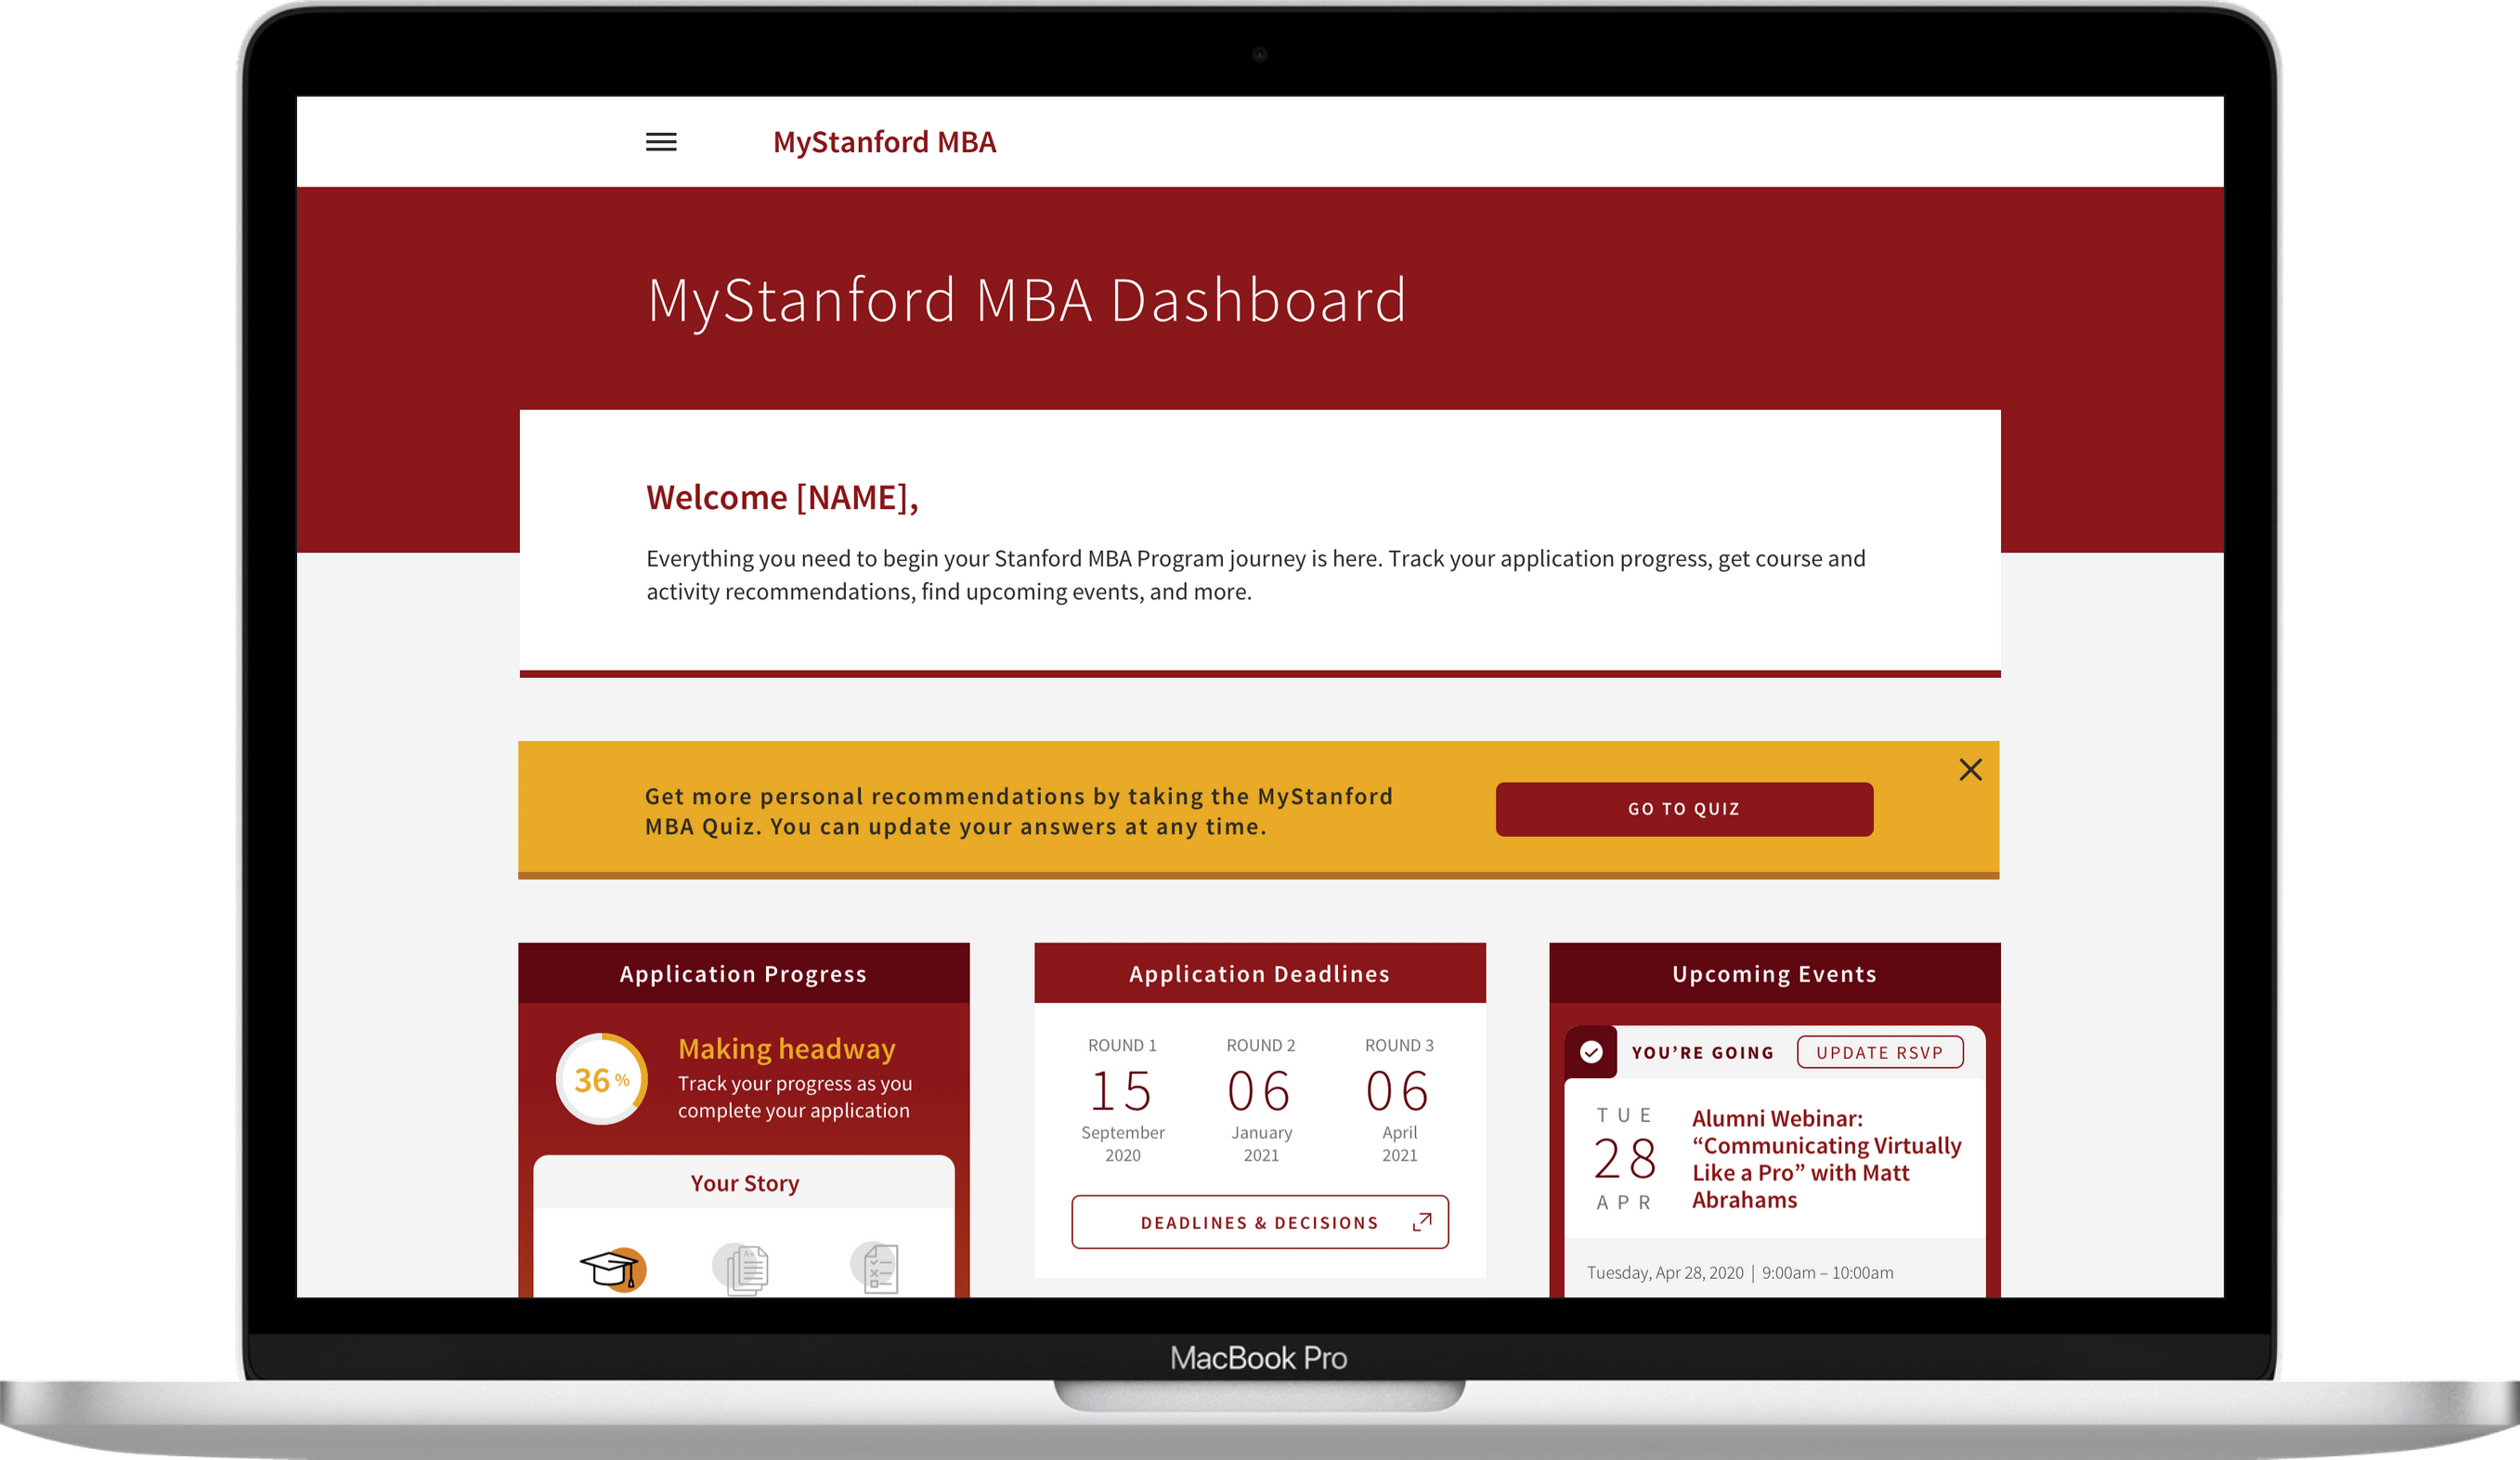 MyStanford MBA
MyStanford MBA Dashboard
Welcome [NAME],
Everything you need to begin your Stanford MBA Program journey is here. Track your application progress, get course and
activity recommendations, find upcoming events, and more.
Get more personal recommendations by taking the MyStanford
MBA Quiz. You can update your answers at any time.
GO TO QUIZ
Application Progress
36 %
Making headway
Track your progress as you
complete your application
Your Story
A+
Application Deadlines
ROUND 1
15
September
2020
ROUND 2
06
January
2021
ROUND 3
06
April
2021
DEADLINES & DECISIONS
Upcoming Events
YOU’RE GOING
UPDATE RSVP
TUE
28
APR
Alumni Webinar:
“Communicating Virtually
Like a Pro” with Matt
Abrahams
Tuesday, Apr 28, 2020 | 9:00am – 10:00am
MacBook Pro